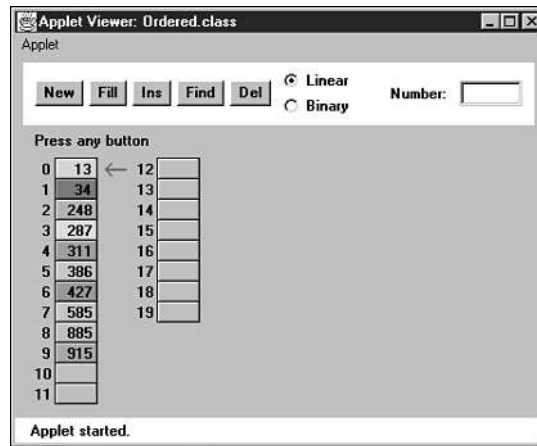 Applet Viewer: Ordered.class
Applet
New Fill Ins Find Del Linear Binary Number:
Press any button
0 13 12
1 34 13
2 248 14
3 287 15
4 311 16
5 386 17
6 427 18
7 585 19
8 885
9 915
10
11
Applet started.